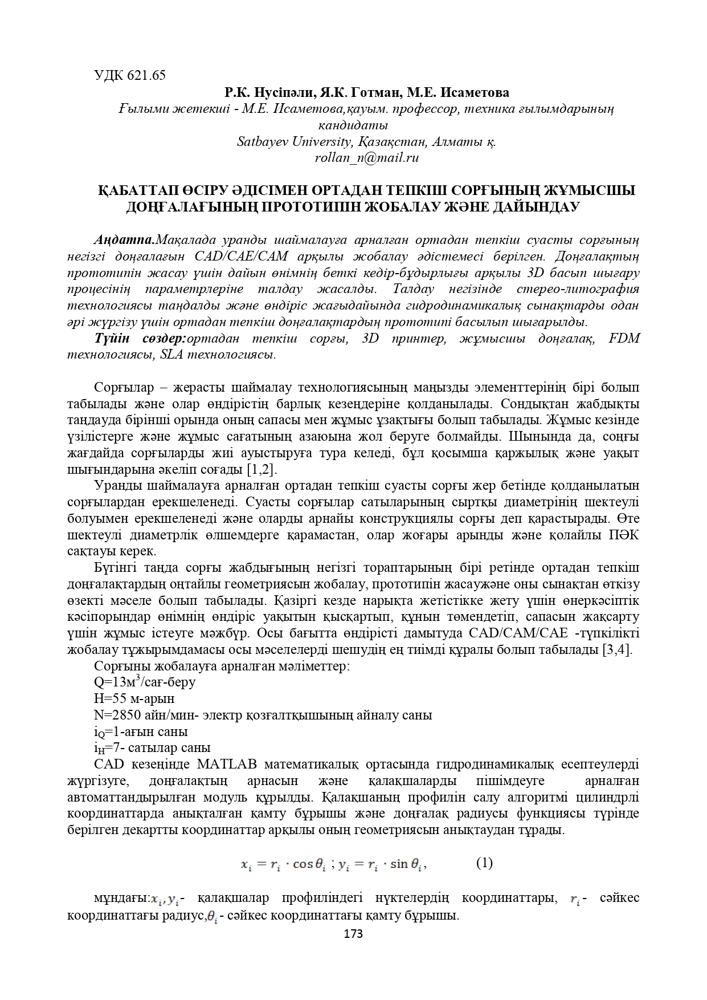 УДК 621.65
Р.К. Нусіпәли, Я.К. Готман, М.Е. Исаметова
Ғылыми жетекші - М.Е. Исаметова,қауым. профессор, техника ғылымдарының
кандидаты
Satbayev University, Қазақстан, Алматы қ.
rollan_n@mail.ru
ҚАБАТТАП ӨСІРУ ӘДІСІМЕН ОРТАДАН ТЕПКІШ СОРҒЫНЫҢ ЖҰМЫСШЫ
ДОҢҒАЛАҒЫНЫҢ ПРОТОТИПІН ЖОБАЛАУ ЖӘНЕ ДАЙЫНДАУ
Аңдатпа.Мақалада уранды шаймалауға арналған ортадан тепкіш суасты сорғының
негізгі доңғалағын CAD/CAE/CAM арқылы жобалау әдістемесі берілген. Доңғалақтың
прототипін жасау үшін дайын өнімнің беткі кедір-бұдырлығы арқылы 3D басып шығару
процесінің параметрлеріне талдау жасалды. Талдау негізінде стерео-литография
технологиясы таңдалды және өндіріс жағыдайында гидродинамикалық сынақтарды одан
әрі жүргізу үшін ортадан тепкіш доңғалақтардың прототипі басылып шығарылды.
Түйін сөздер:ортадан тепкіш сорғы, 3D принтер, жұмысшы доңғалақ, FDM
технологиясы, SLA технологиясы.
Сорғылар – жерасты шаймалау технологиясының маңызды элементтерінің бірі болып
табылады және олар өндірістің барлық кезеңдеріне қолданылады. Сондықтан жабдықты
таңдауда бірінші орында оның сапасы мен жұмыс ұзақтығы болып табылады. Жұмыс кезінде
үзілістерге және жұмыс сағатының азаюына жол беруге болмайды. Шынында да, соңғы
жағдайда сорғыларды жиі ауыстыруға тура келеді, бұл қосымша қаржылық және уақыт
шығындарына әкеліп соғады [1,2].
Уранды шаймалауға арналған ортадан тепкіш суасты сорғы жер бетінде қолданылатын
сорғылардан ерекшеленеді. Суасты сорғылар сатыларының сыртқы диаметрінің шектеулі
болуымен ерекшеленеді және оларды арнайы конструкциялы сорғы деп қарастырады. Өте
шектеулі диаметрлік өлшемдерге қарамастан, олар жоғары арынды және қолайлы ПӘК
сақтауы керек.
Бүгінгі таңда сорғы жабдығының негізгі тораптарының бірі ретінде ортадан тепкіш
доңғалақтардың оңтайлы геометриясын жобалау, прототипін жасаужәне оны сынақтан өткізу
өзекті мәселе болып табылады. Қазіргі кезде нарықта жетістікке жету үшін өнеркәсіптік
кәсіпорындар өнімнің өндіріс уақытын қысқартып, құнын төмендетіп, сапасын жақсарту
үшін жұмыс істеуге мәжбүр. Осы бағытта өндірісті дамытуда CAD/CAM/CAE -түпкілікті
жобалау тұжырымдамасы осы мәселелерді шешудің ең тиімді құралы болып табылады [3,4].
Сорғыны жобалауға арналған мәліметтер:
Q=13м³/сағ-беру
Н=55 м-арын
N=2850 айн/мин- электр қозғалтқышының айналу саны
i_Q=1-ағын саны
i_H=7- сатылар саны
CAD кезеңінде MATLAB математикалық ортасында гидродинамикалық есептеулерді
жүргізуге, доңғалақтың арнасын және қалақшаларды пішімдеуге арналған
автоматтандырылған модуль құрылды. Қалақшаның профилін салу алгоритмі цилиндрлі
координаттарда анықталған қамту бұрышы және доңғалақ радиусы функциясы түрінде
берілген декартты координаттар арқылы оның геометриясын анықтаудан тұрады.
x_i = r_i · cos θ_i ; y_i = r_i · sin θ_i, (1)
мұндағы:x_i,y_i- қалақшалар профиліндегі нүктелердің координаттары, r_i- сәйкес
координаттағы радиус,θ_i- сәйкес координаттағы қамту бұрышы.
173